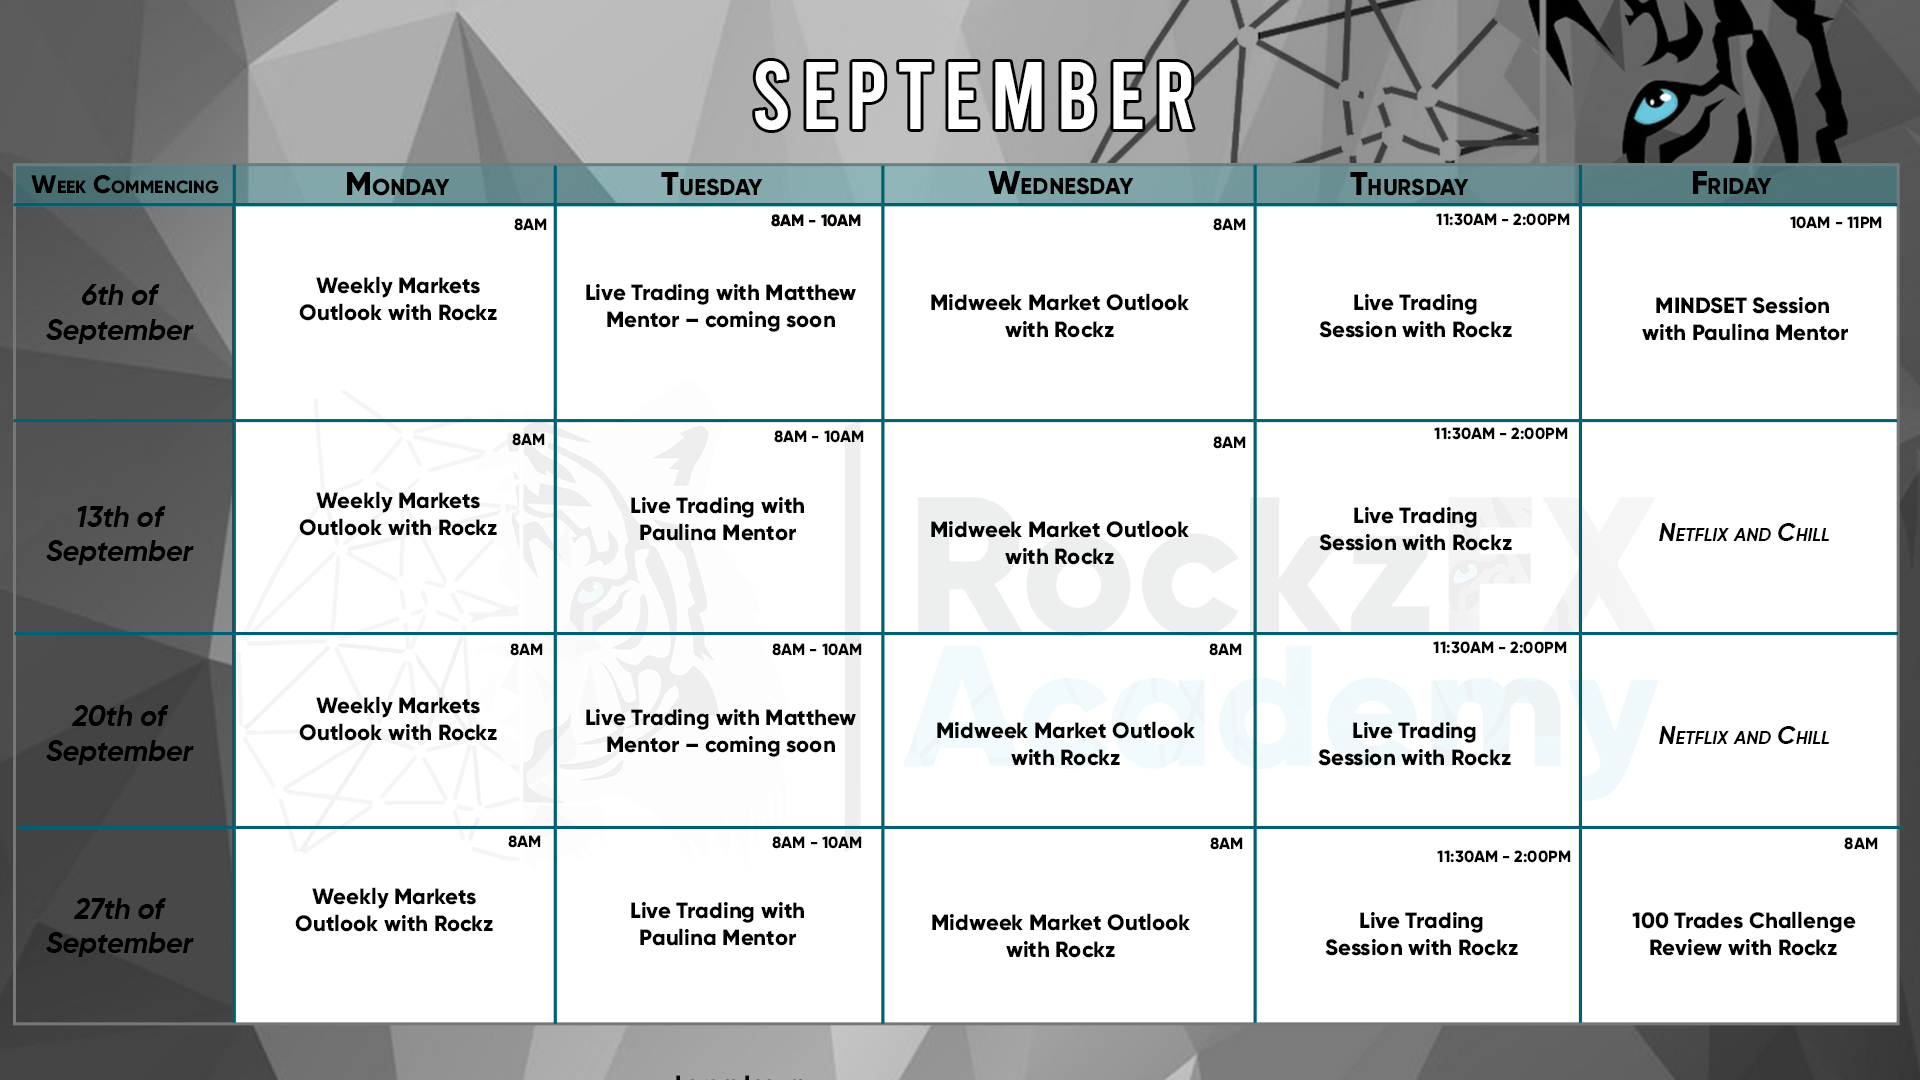 SEPTEMBER
WEEK COMMENCING
MONDAY
TUESDAY
WEDNESDAY
THURSDAY
FRIDAY
6th of
September
8AM
Weekly Markets
Outlook with Rockz
8AM - 10AM
Live Trading with Matthew
Mentor – coming soon
8AM
Midweek Market Outlook
with Rockz
11:30AM - 2:00PM
Live Trading
Session with Rockz
10AM - 11PM
MINDSET Session
with Paulina Mentor
13th of
September
8AM
Weekly Markets
Outlook with Rockz
8AM - 10AM
Live Trading with
Paulina Mentor
8AM
Midweek Market Outlook
with Rockz
11:30AM - 2:00PM
Live Trading
Session with Rockz
NETFLIX AND CHILL
20th of
September
8AM
Weekly Markets
Outlook with Rockz
8AM - 10AM
Live Trading with Matthew
Mentor – coming soon
8AM
Midweek Market Outlook
with Rockz
11:30AM - 2:00PM
Live Trading
Session with Rockz
NETFLIX AND CHILL
27th of
September
8AM
Weekly Markets
Outlook with Rockz
8AM - 10AM
Live Trading with
Paulina Mentor
8AM
Midweek Market Outlook
with Rockz
11:30AM - 2:00PM
Live Trading
Session with Rockz
8AM
100 Trades Challenge
Review with Rockz
RockzFX
Academy